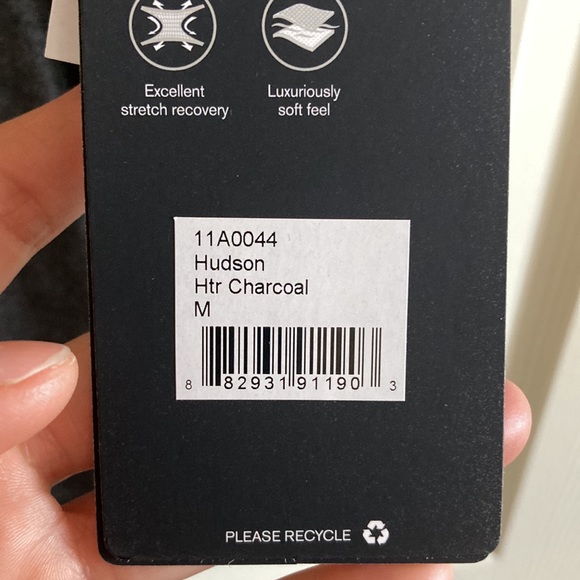 Excellent
stretch recovery
Luxuriously
soft feel
11A0044
Hudson
Htr Charcoal
M
8 82931 91190 3
PLEASE RECYCLE